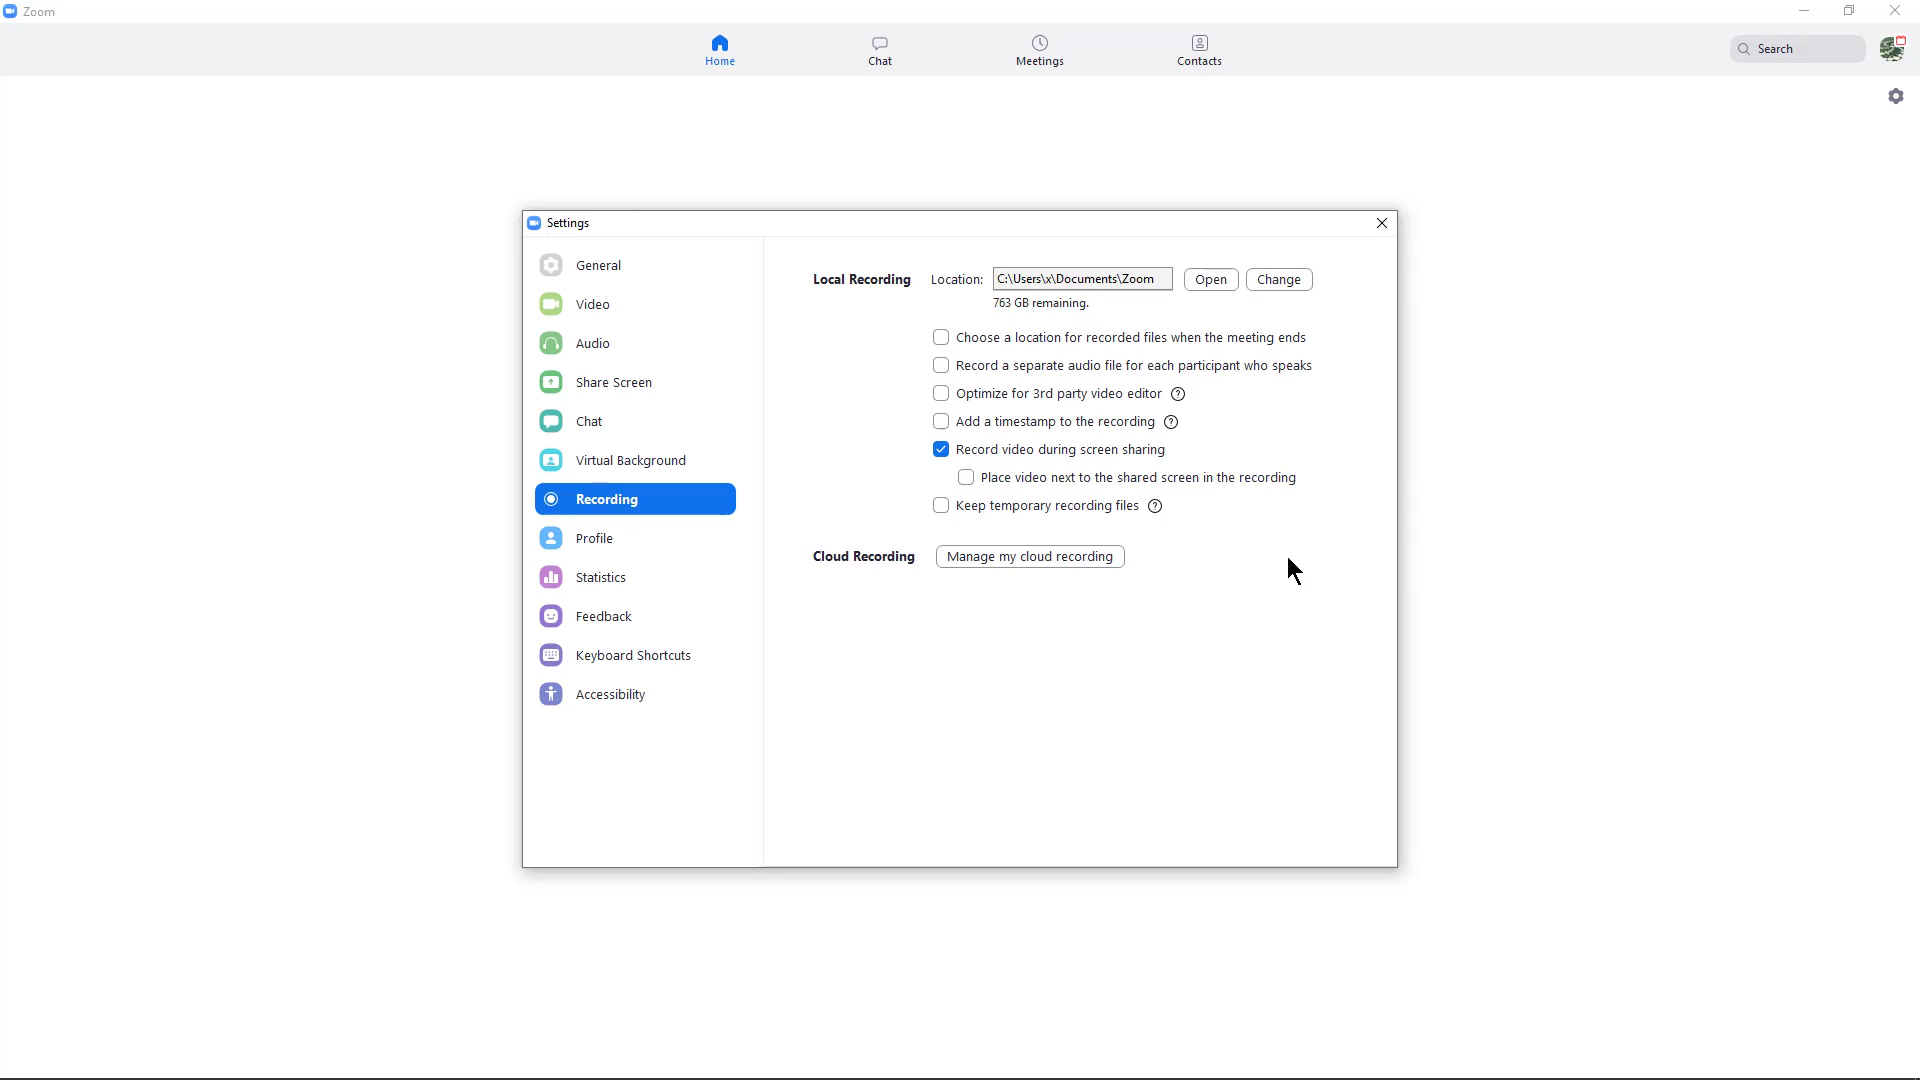 Zoom
Home
Chat
Meetings
Contacts
Search
Settings
General
Video
Audio
Share Screen
Chat
Virtual Background
Recording
Profile
Statistics
Feedback
Keyboard Shortcuts
Accessibility
Local Recording Location: C:\Users\x\Documents\Zoom Open Change
763 GB remaining.
Choose a location for recorded files when the meeting ends
Record a separate audio file for each participant who speaks
Optimize for 3rd party video editor ?
Add a timestamp to the recording ?
Record video during screen sharing
Place video next to the shared screen in the recording
Keep temporary recording files ?
Cloud Recording Manage my cloud recording